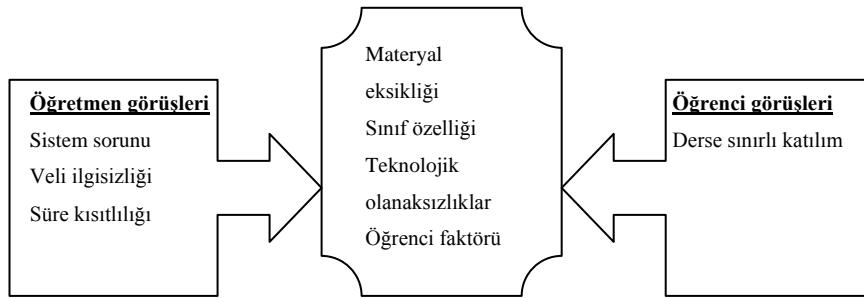 Öğretmen görüşleri
Sistem sorunu
Veli ilgisizliği
Süre kısıtlılığı
Materyal
eksikliği
Sınıf özelliği
Teknolojik
olanaksızlıklar
Öğrenci faktörü
Öğrenci görüşleri
Derse sınırlı katılım